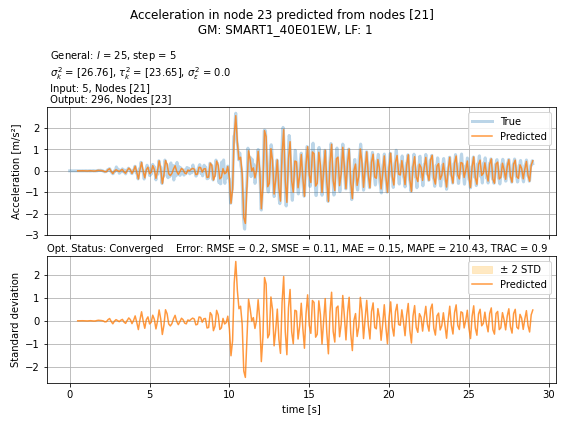 Acceleration in node 23 predicted from nodes [21]
GM: SMART1_40E01EW, LF: 1
General: l = 25, step = 5
σ_k^2 = [26.76], τ_k^2 = [23.65], σ_ε^2 = 0.0
Input: 5, Nodes [21]
Output: 296, Nodes [23]
Acceleration [m/s²]
2
1
0
−1
−2
−3
True
Predicted
Opt. Status: Converged    Error: RMSE = 0.2, SMSE = 0.11, MAE = 0.15, MAPE = 210.43, TRAC = 0.9
Standard deviation
2
1
0
−1
−2
± 2 STD
Predicted
0 5 10 15 20 25 30
time [s]